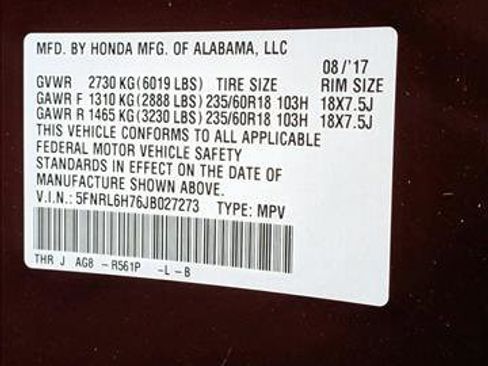 MFD. BY HONDA MFG. OF ALABAMA, LLC
08/'17
GVWR 2730 KG(6019 LBS) TIRE SIZE RIM SIZE
GAWR F 1310 KG(2888 LBS) 235/60R18 103H 18X7.5J
GAWR R 1465 KG(3230 LBS) 235/60R18 103H 18X7.5J
THIS VEHICLE CONFORMS TO ALL APPLICABLE
FEDERAL MOTOR VEHICLE SAFETY
STANDARDS IN EFFECT ON THE DATE OF
MANUFACTURE SHOWN ABOVE.
V.I.N.: 5FNRL6H76JB027273 TYPE: MPV
THR J AG8 -R561P -L-B